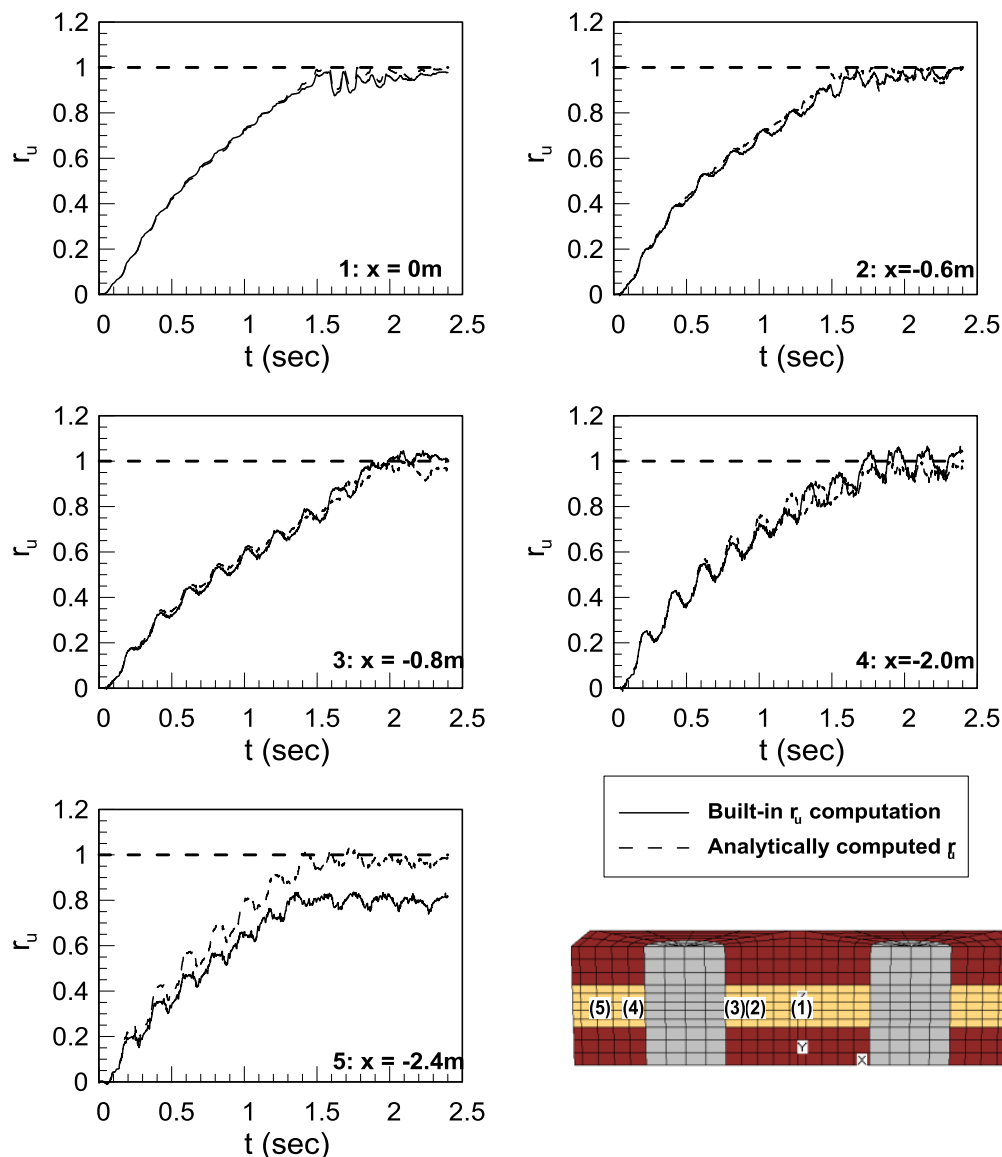 1.2
1
0.8
0.6
0.4
0.2
0
r_u
1: x = 0m
0 0.5 1 1.5 2 2.5
t (sec)
1.2
1
0.8
0.6
0.4
0.2
0
r_u
2: x=-0.6m
0 0.5 1 1.5 2 2.5
t (sec)
1.2
1
0.8
0.6
0.4
0.2
0
r_u
3: x = -0.8m
0 0.5 1 1.5 2 2.5
t (sec)
1.2
1
0.8
0.6
0.4
0.2
0
r_u
4: x=-2.0m
0 0.5 1 1.5 2 2.5
t (sec)
1.2
1
0.8
0.6
0.4
0.2
0
r_u
5: x = -2.4m
0 0.5 1 1.5 2 2.5
t (sec)
Built-in r_u computation
Analytically computed r_u
(5) (4) (3) (2) (1)
Y
X